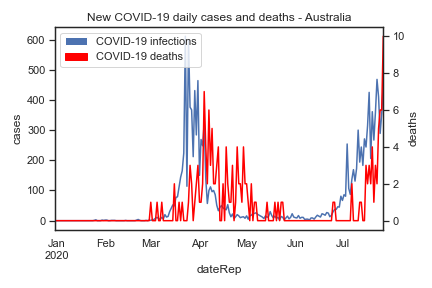 New COVID-19 daily cases and deaths - Australia
COVID-19 infections
COVID-19 deaths
600
500
400
300
200
100
0
cases
10
8
6
4
2
0
deaths
Jan Feb Mar Apr May Jun Jul
2020
dateRep